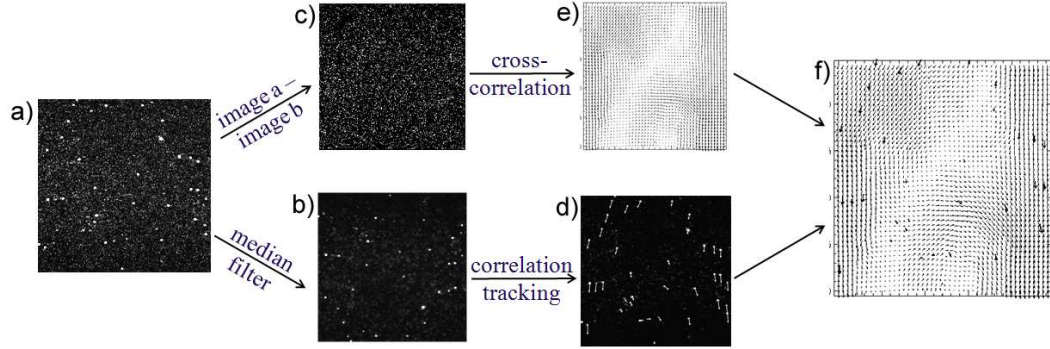 a)
image a –
image b
median
filter
c)
cross-
correlation
e)
b)
correlation
tracking
d)
f)